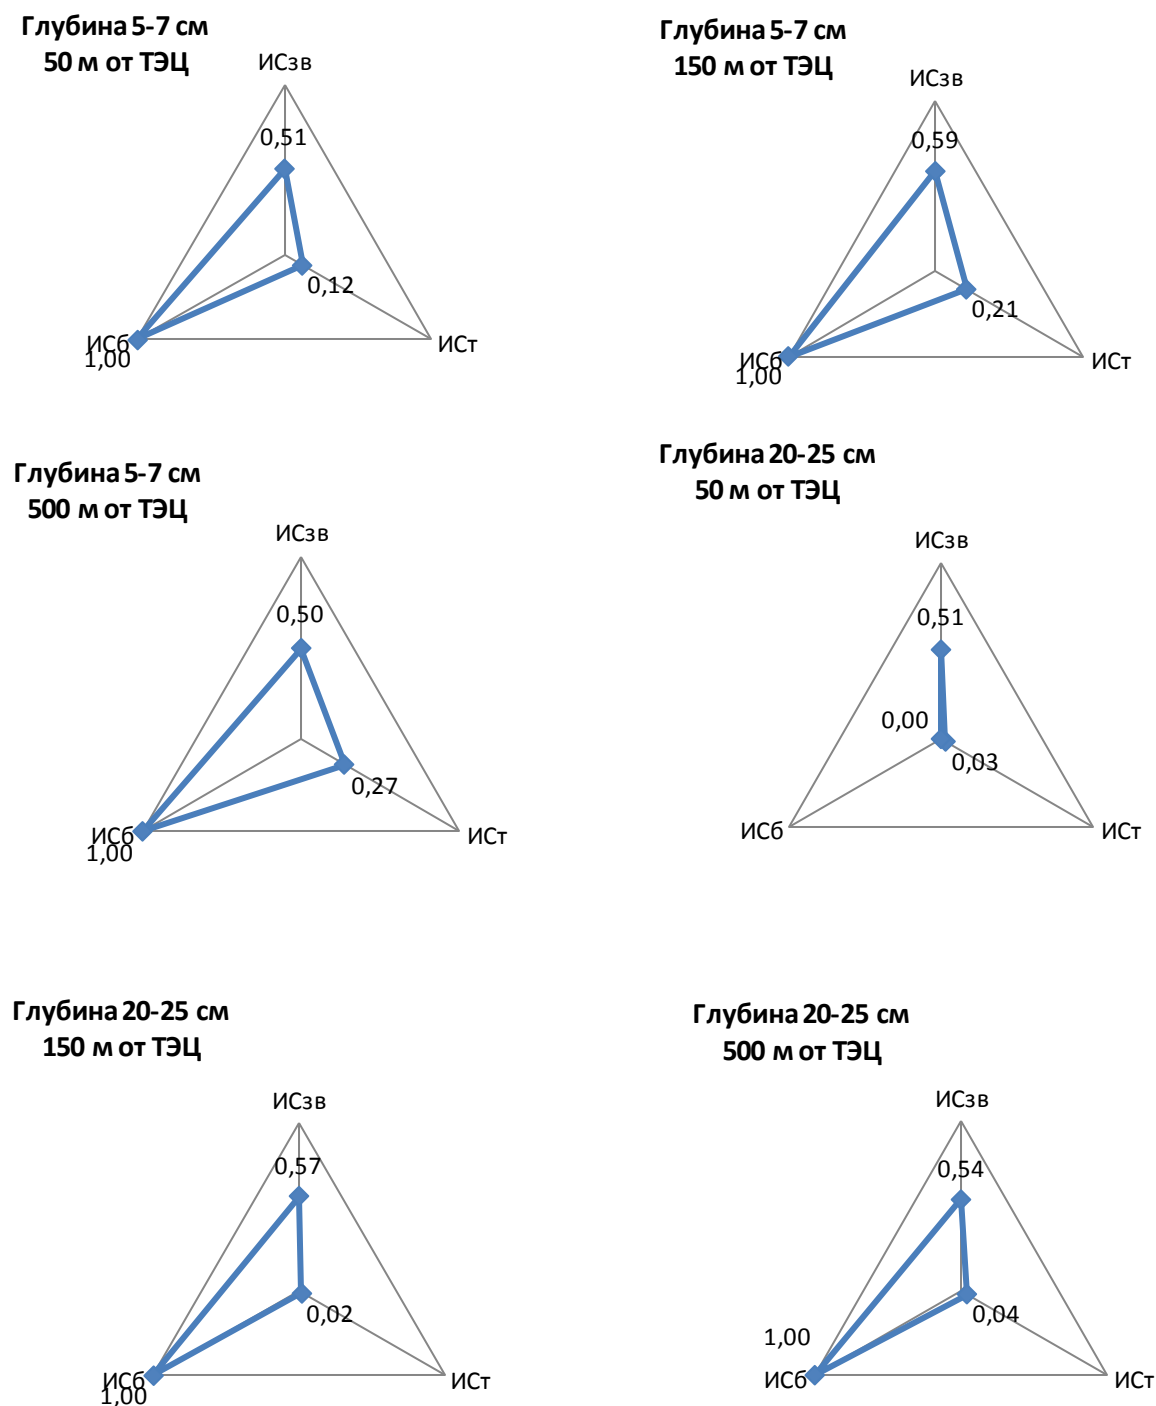 Глубина 5-7 см
50 м от ТЭЦ
ИСзв
0,51
0,12
ИСб
1,00
ИСт
Глубина 5-7 см
150 м от ТЭЦ
ИСзв
0,59
0,21
ИСб
1,00
ИСт
Глубина 5-7 см
500 м от ТЭЦ
ИСзв
0,50
0,27
ИСб
1,00
ИСт
Глубина 20-25 см
50 м от ТЭЦ
ИСзв
0,51
0,00
0,03
ИСб
ИСт
Глубина 20-25 см
150 м от ТЭЦ
ИСзв
0,57
0,02
ИСб
1,00
ИСт
Глубина 20-25 см
500 м от ТЭЦ
ИСзв
0,54
0,04
1,00
ИСб
ИСт